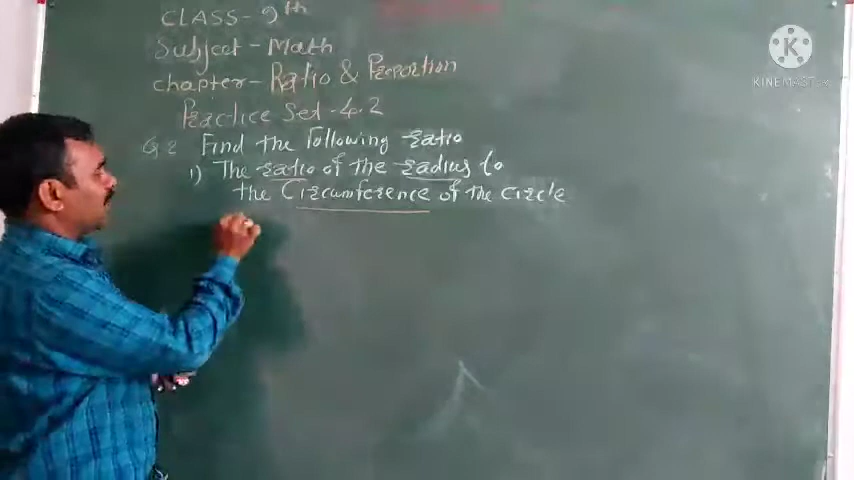 CLASS - 9th
Subject - Math
chapter - Ratio & Proportion
Practice Set - 4.2
Q 2 Find the following ratio
1) The ratio of the radius to
the Circumference of the circle
KINEMASTER